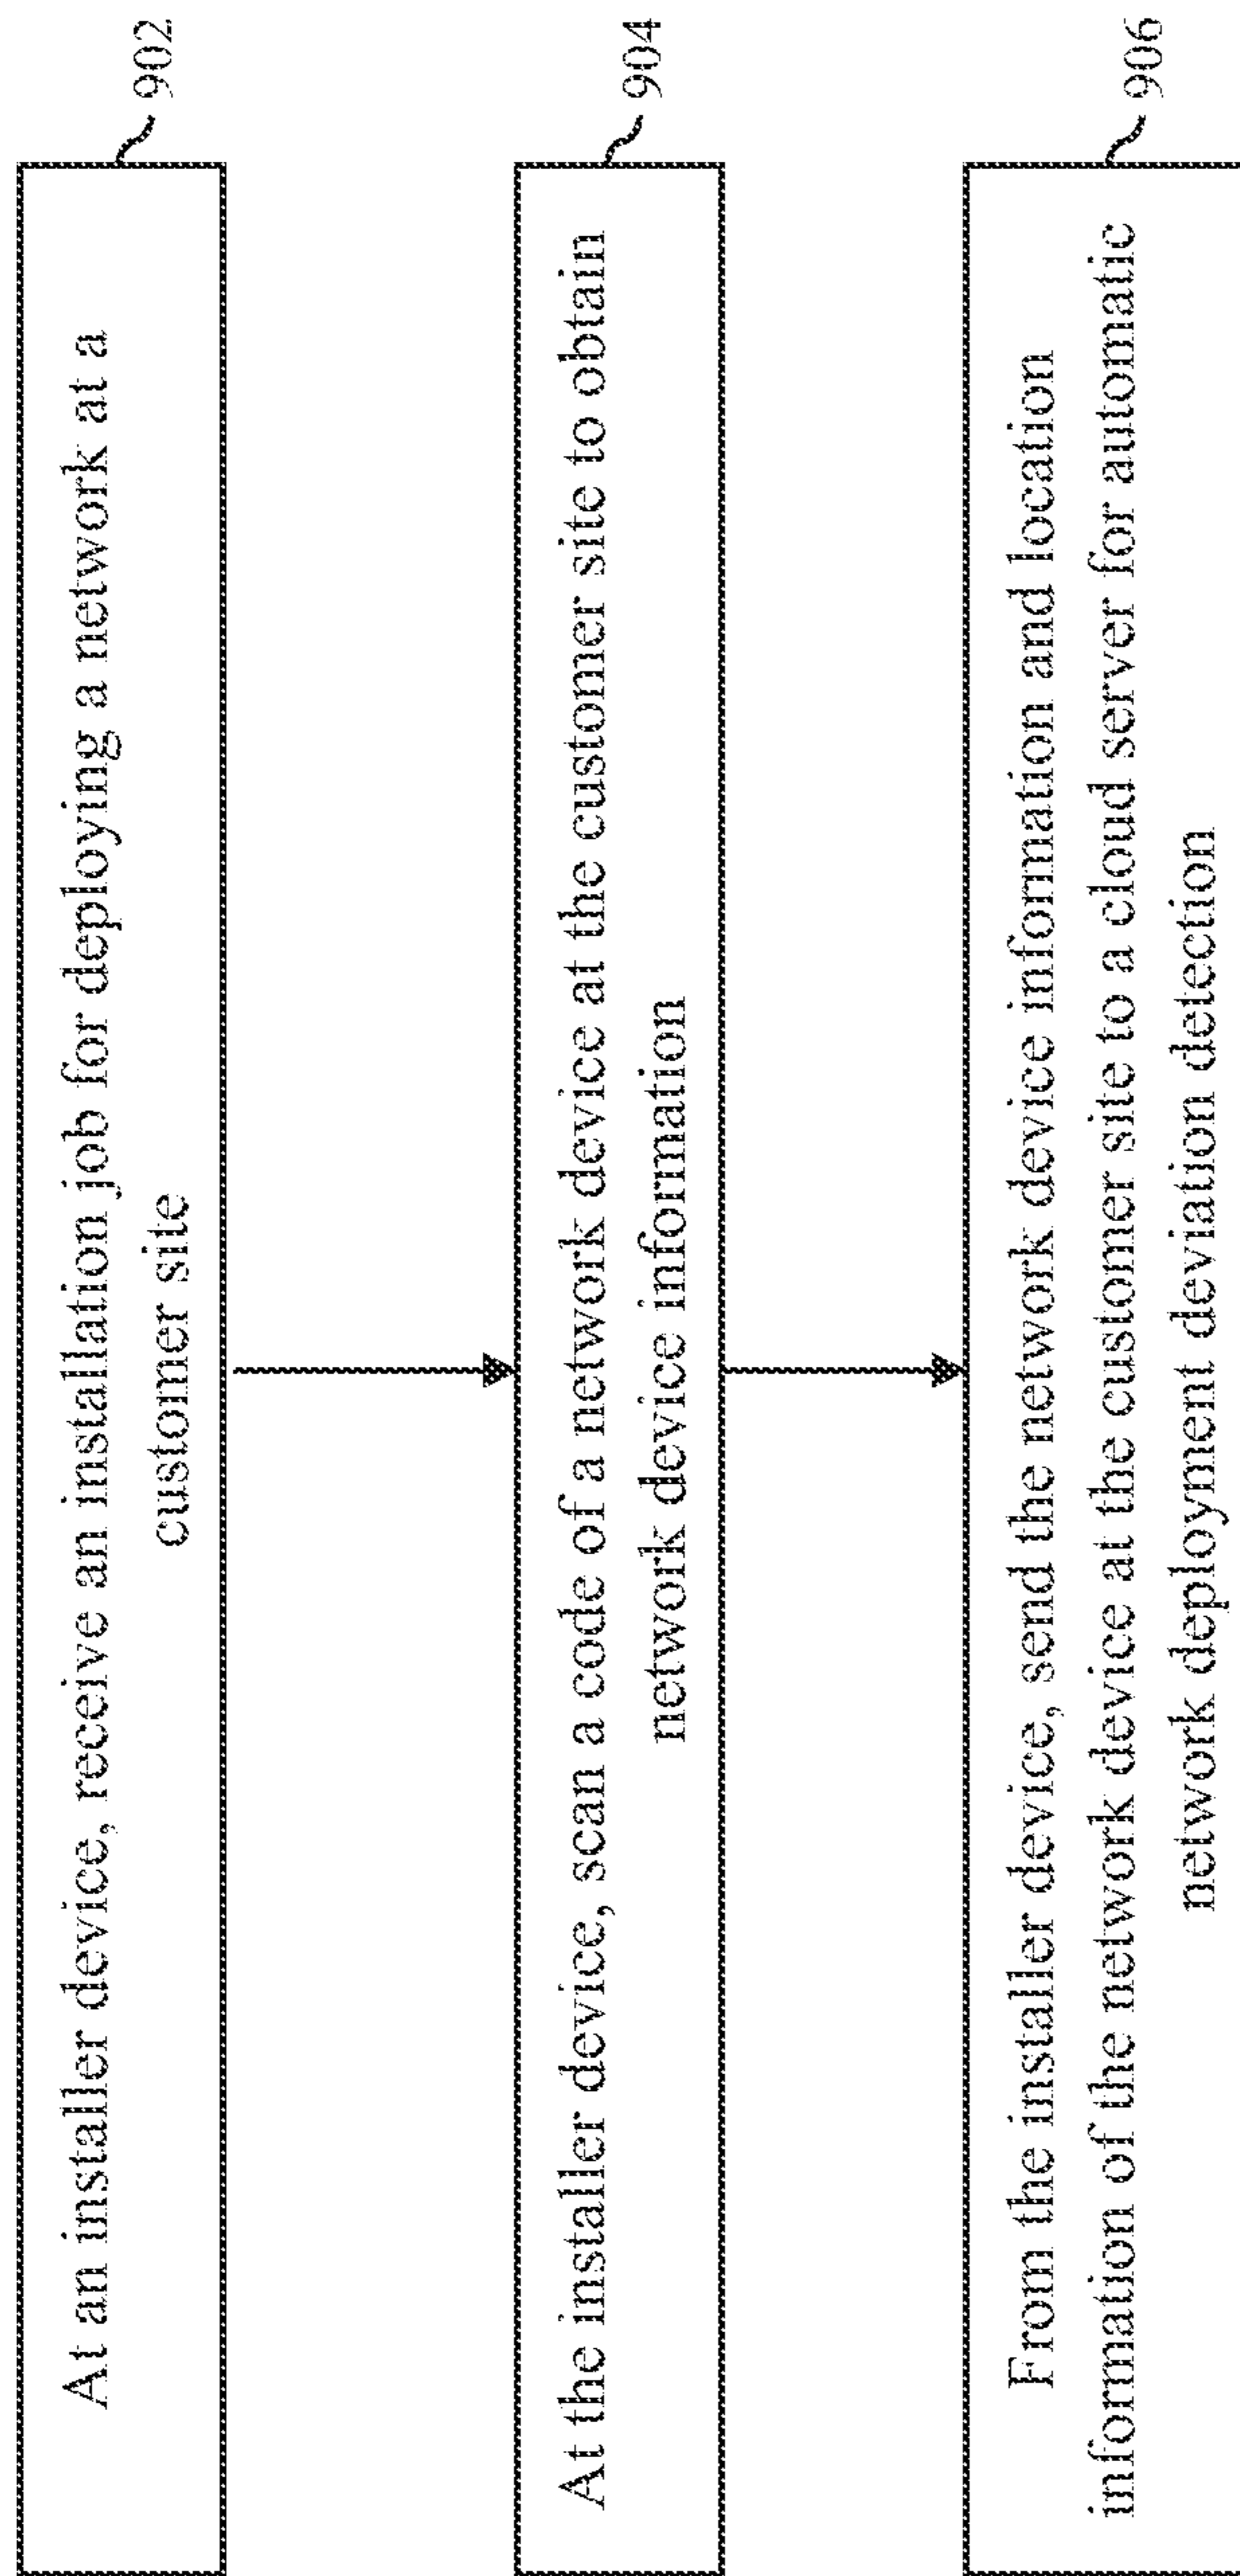 At an installer device, receive an installation job for deploying a network at a
customer site
902
At the installer device, scan a code of a network device at the customer site to obtain
network device information
904
From the installer device, send the network device information and location
information of the network device at the customer site to a cloud server for automatic
network deployment deviation detection
906